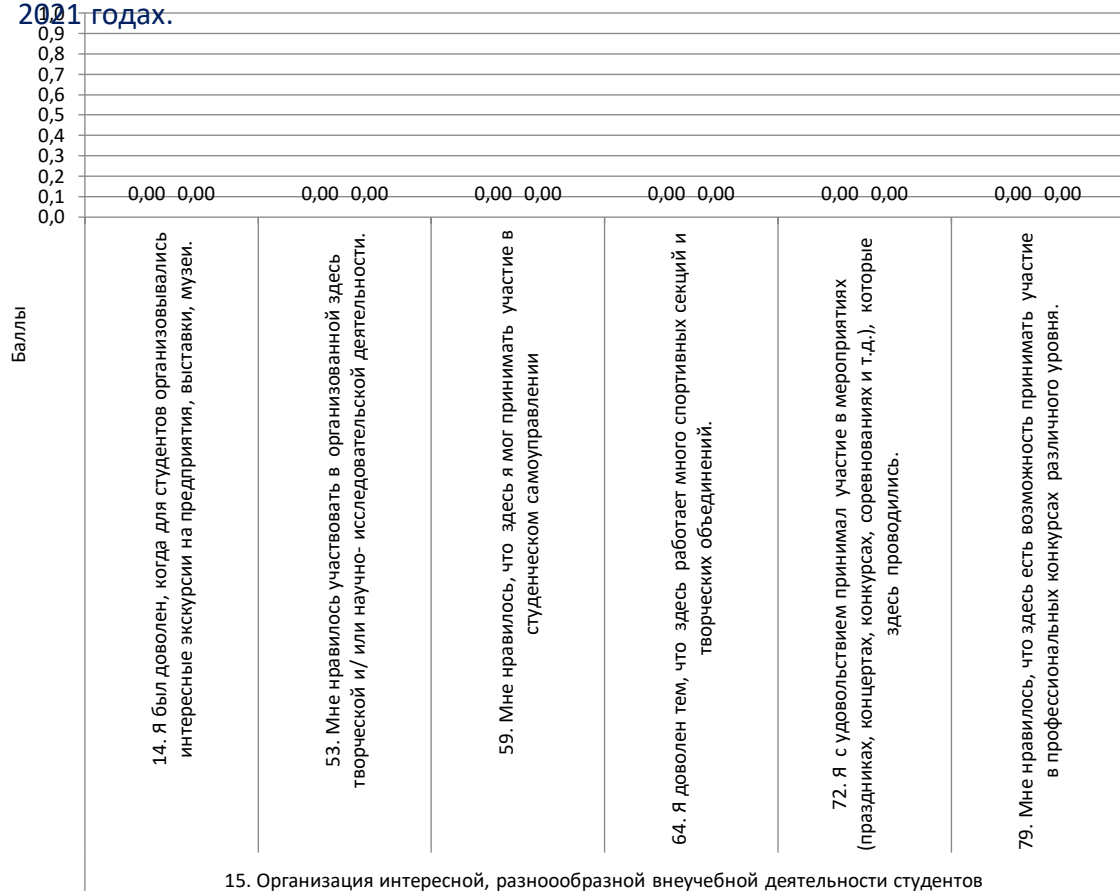 2021 годах.
1,0
0,9
0,8
0,7
0,6
0,5
0,4
0,3
0,2
0,1
0,0
Баллы
0,00 0,00
0,00 0,00
0,00 0,00
0,00 0,00
0,00 0,00
0,00 0,00
14. Я был доволен, когда для студентов организовывались
интересные экскурсии на предприятия, выставки, музеи.
53. Мне нравилось участвовать в организованной здесь
творческой и/ или научно- исследовательской деятельности.
59. Мне нравилось, что здесь я мог принимать участие в
студенческом самоуправлении
64. Я доволен тем, что здесь работает много спортивных секций и
творческих объединений.
72. Я с удовольствием принимал участие в мероприятиях
(праздниках, концертах, конкурсах, соревнованиях и т.д.), которые
здесь проводились.
79. Мне нравилось, что здесь есть возможность принимать участие
в профессиональных конкурсах различного уровня.
15. Организация интересной, разноообразной внеучебной деятельности студентов